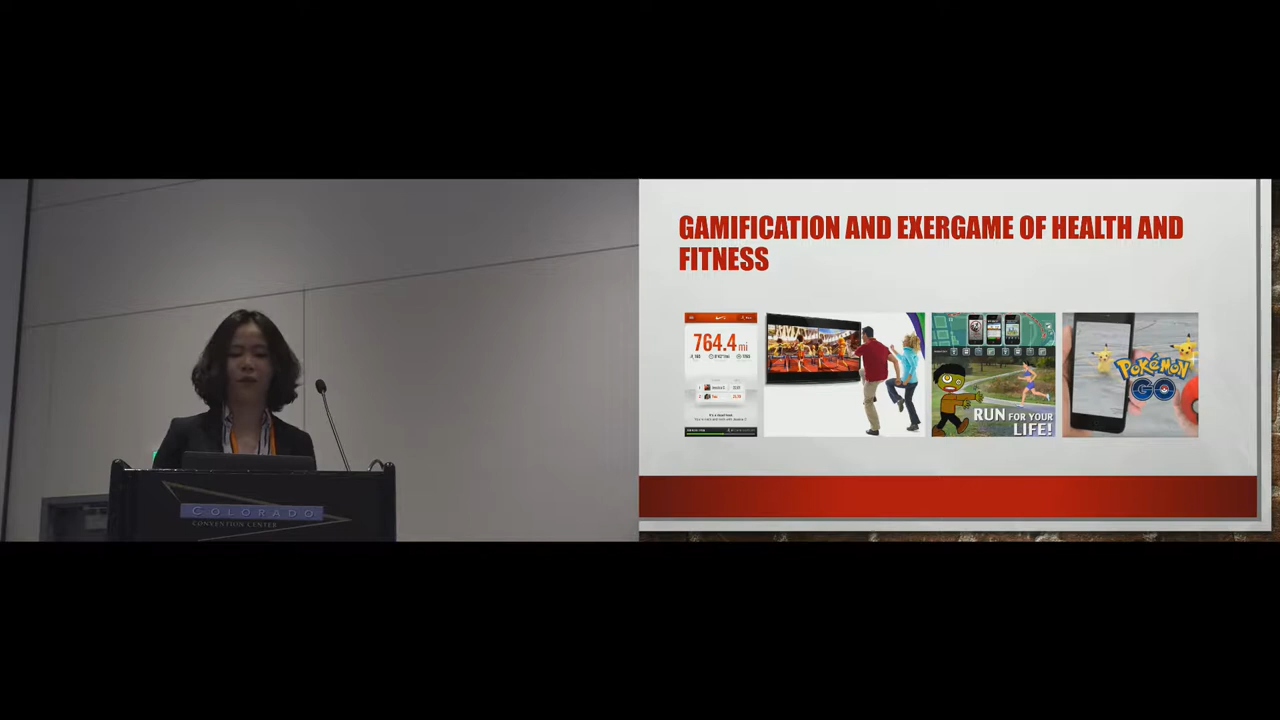 GAMIFICATION AND EXERGAME OF HEALTH AND
FITNESS
764.4 mi
RUN FOR YOUR
LIFE!
POKÉMON
GO
COLORADO
CONVENTION CENTER